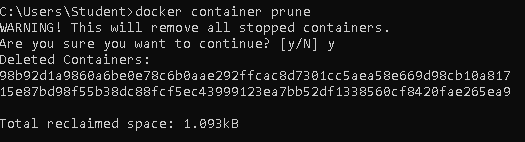 C:\Users\Student>docker container prune
WARNING! This will remove all stopped containers.
Are you sure you want to continue? [y/N] y
Deleted Containers:
98b92d1a9860a6be0e78c6b0aae292ffcac8d7301cc5aea58e669d98cb10a817
15e87bd98f55b38dc88fcf5ec43999123ea7bb52df1338560cf8420fae265ea9
Total reclaimed space: 1.093kB